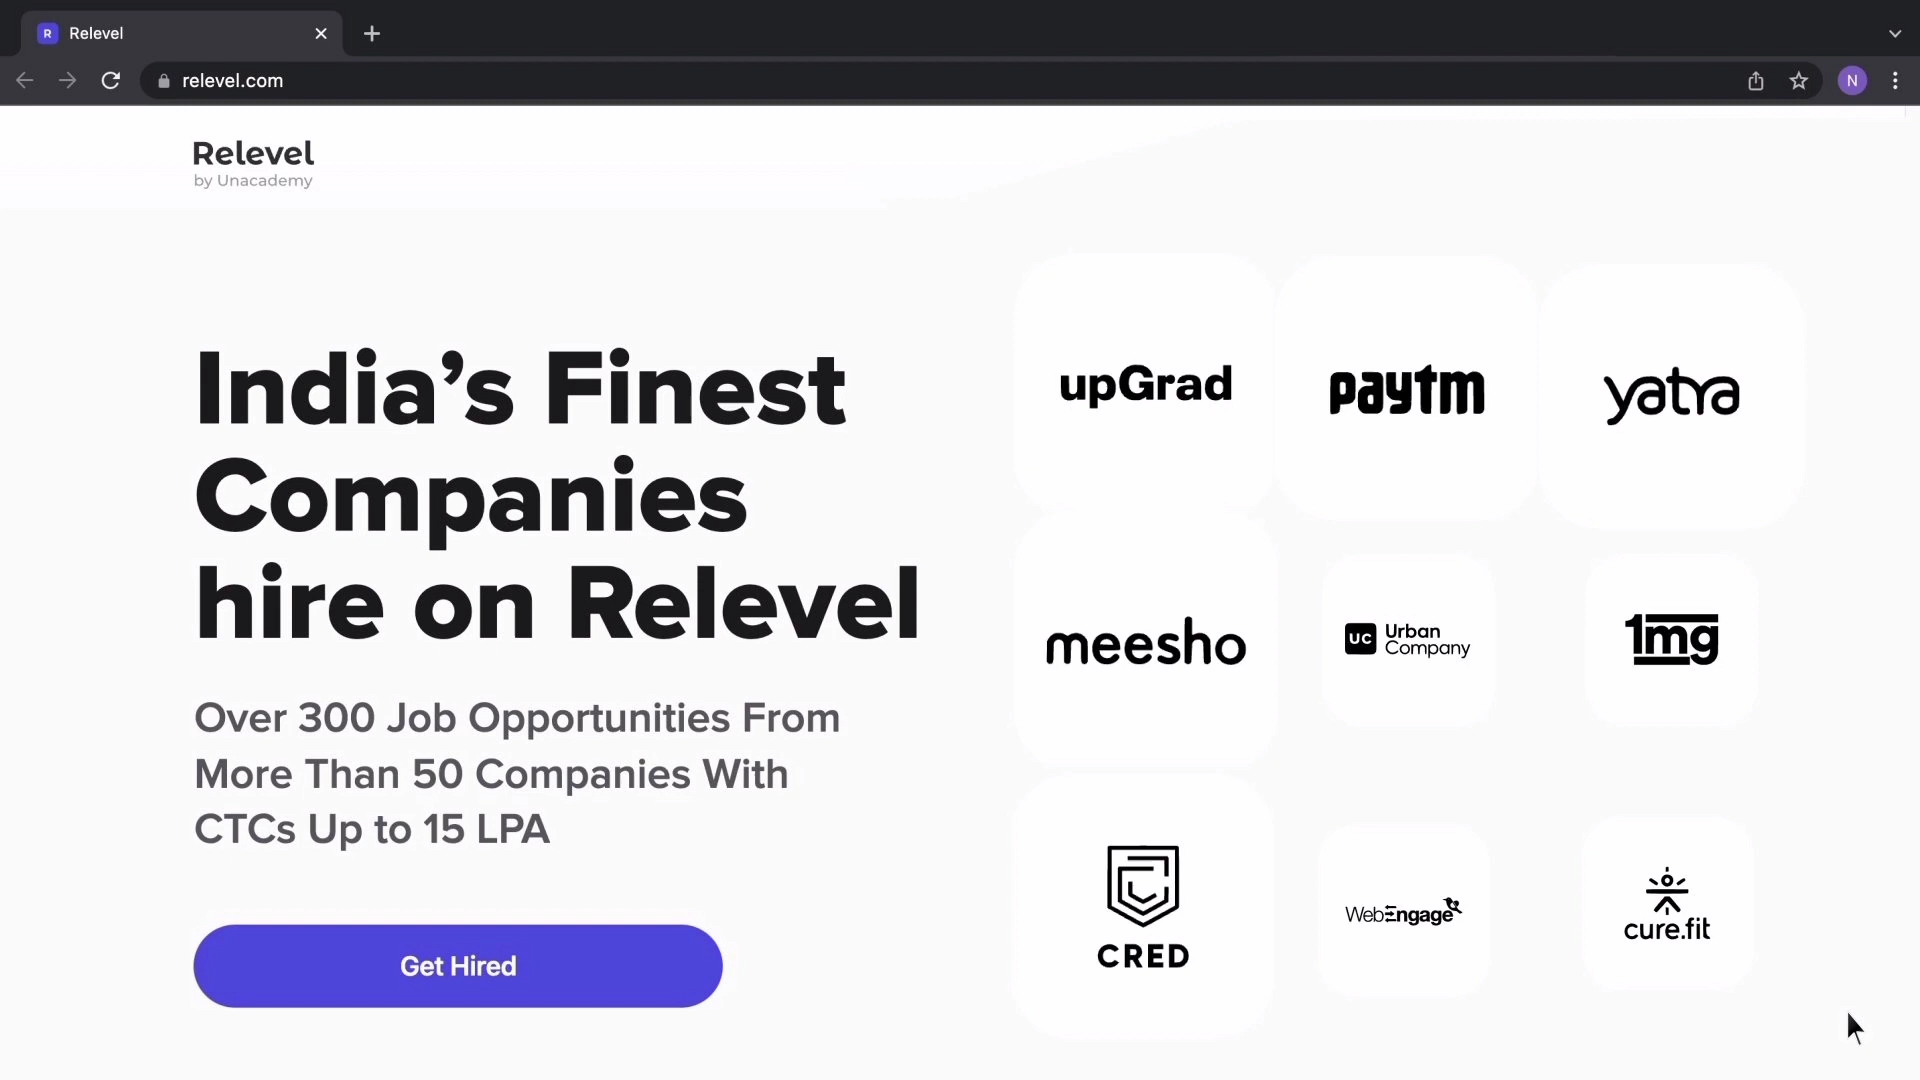 R Relevel
relevel.com
N
Relevel
by Unacademy
India’s Finest
Companies
hire on Relevel
Over 300 Job Opportunities From
More Than 50 Companies With
CTCs Up to 15 LPA
Get Hired
upGrad
paytm
yatra
meesho
UC Urban
Company
1mg
CRED
WebEngage
cure.fit